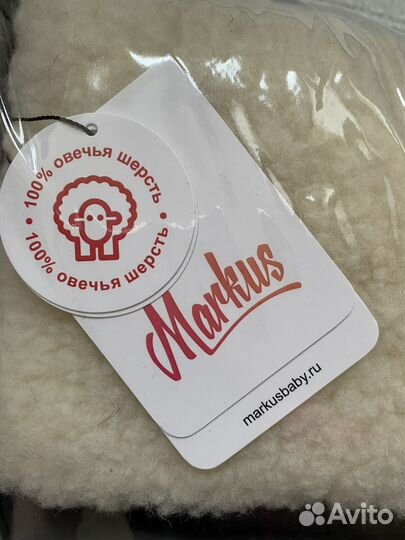 • 100% овечья шерсть •
100% овечья шерсть
Markus
markusbaby.ru
Avito